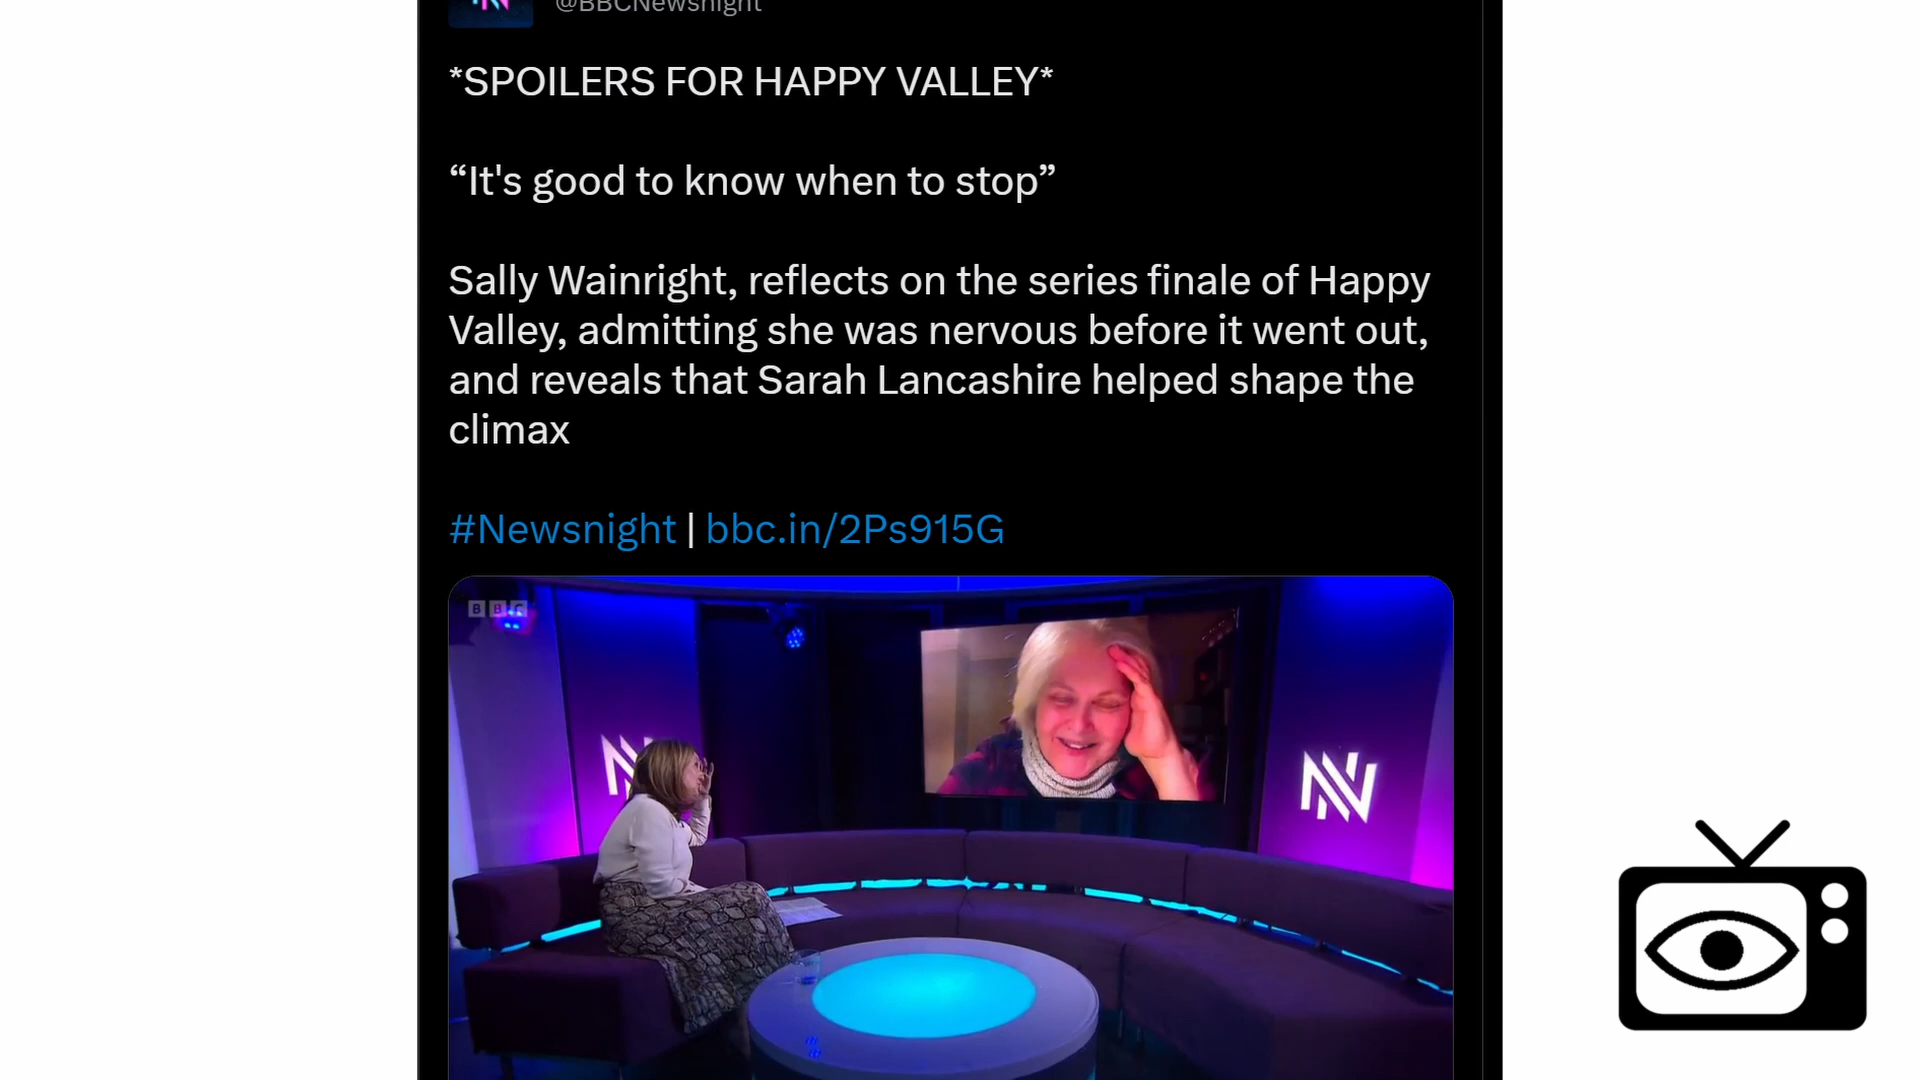 @BBCNewsnight
*SPOILERS FOR HAPPY VALLEY*
“It's good to know when to stop”
Sally Wainright, reflects on the series finale of Happy
Valley, admitting she was nervous before it went out,
and reveals that Sarah Lancashire helped shape the
climax
#Newsnight | bbc.in/2Ps915G
BBC
N
N